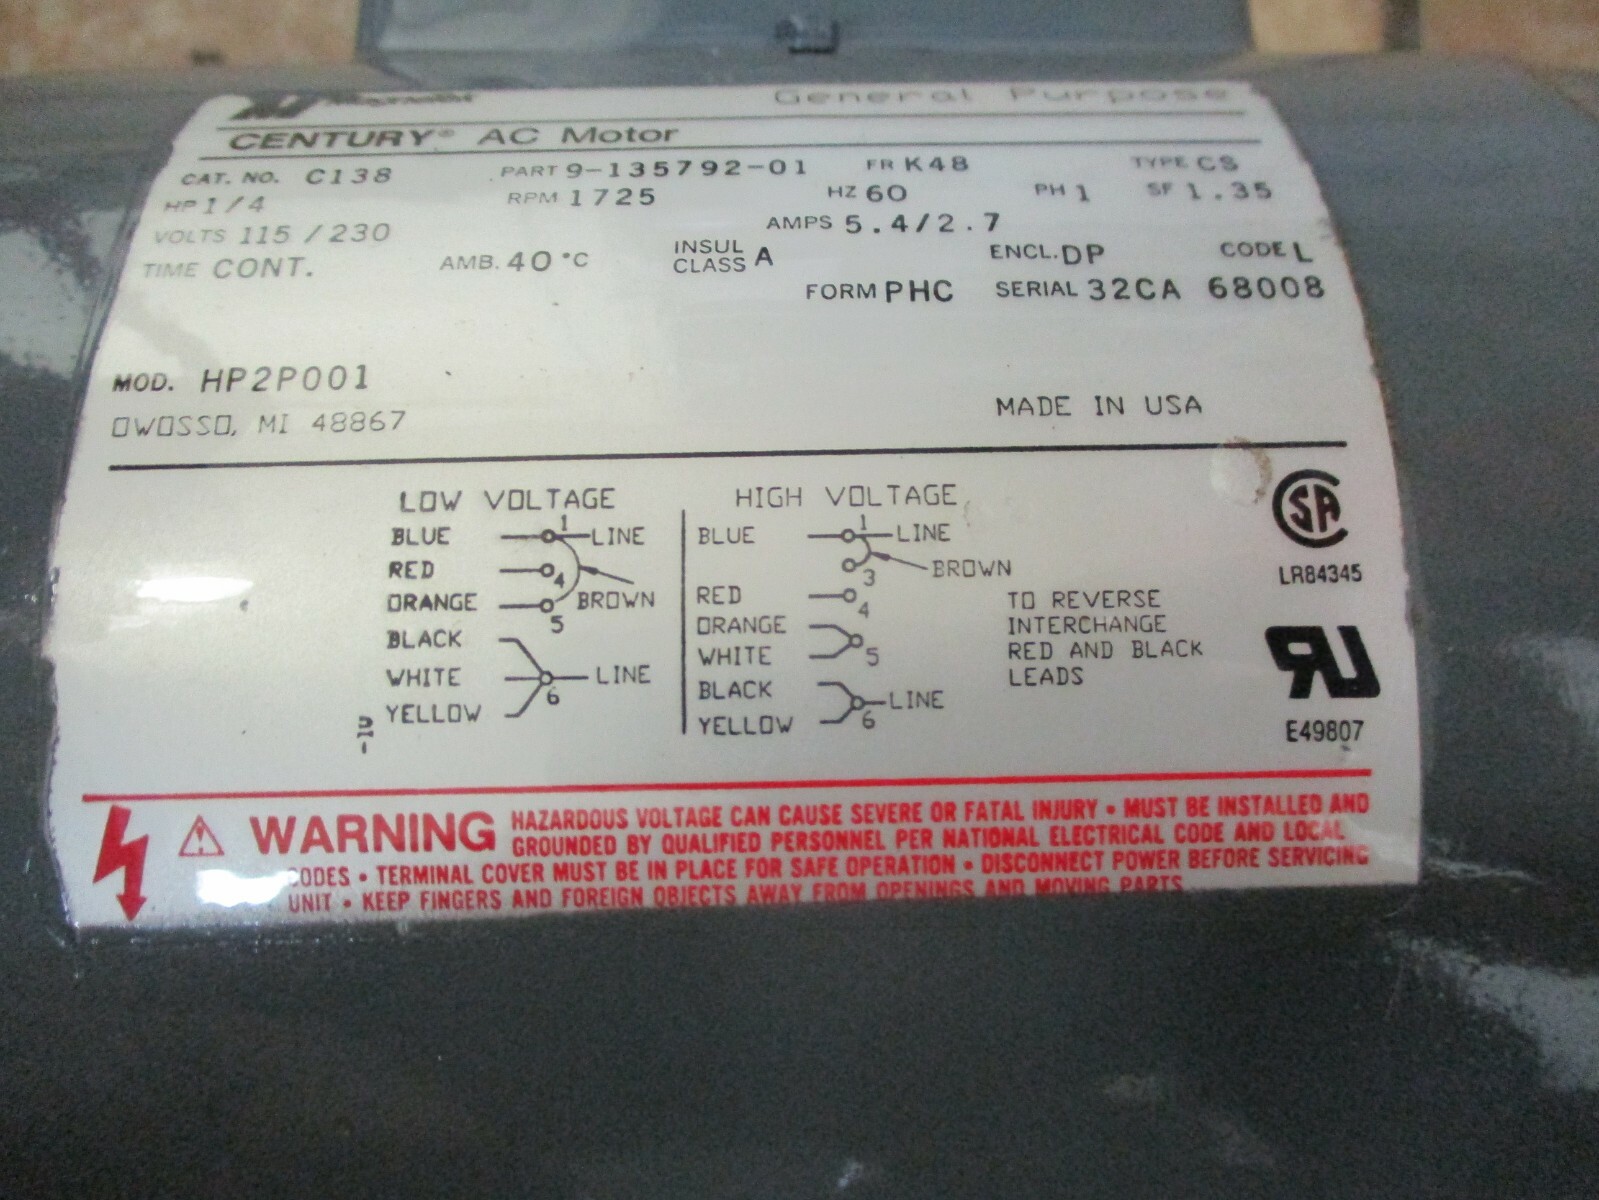 Magnetek General Purpose
CENTURY® AC Motor
CAT. NO. C138 PART 9-135792-01 FR K48 TYPE CS
HP 1/4 RPM 1725 HZ 60 PH 1 SF 1.35
VOLTS 115/230 AMPS 5.4/2.7
TIME CONT. AMB. 40 °C INSUL CLASS A ENCL. DP CODE L
FORM PHC SERIAL 32CA 68008
MOD. HP2P001
OWOSSO, MI 48867 MADE IN USA
LOW VOLTAGE
BLUE 1 LINE
RED 4
ORANGE 5 BROWN
BLACK
WHITE 6 LINE
YELLOW
HIGH VOLTAGE
BLUE 1 LINE
3 BROWN
RED 4
ORANGE
WHITE 5
BLACK
YELLOW 6 LINE
TO REVERSE
INTERCHANGE
RED AND BLACK
LEADS
SA
LR84345
RU
E49807
WARNING HAZARDOUS VOLTAGE CAN CAUSE SEVERE OR FATAL INJURY • MUST BE INSTALLED AND
GROUNDED BY QUALIFIED PERSONNEL PER NATIONAL ELECTRICAL CODE AND LOCAL
CODES • TERMINAL COVER MUST BE IN PLACE FOR SAFE OPERATION • DISCONNECT POWER BEFORE SERVICING
UNIT • KEEP FINGERS AND FOREIGN OBJECTS AWAY FROM OPENINGS AND MOVING PARTS